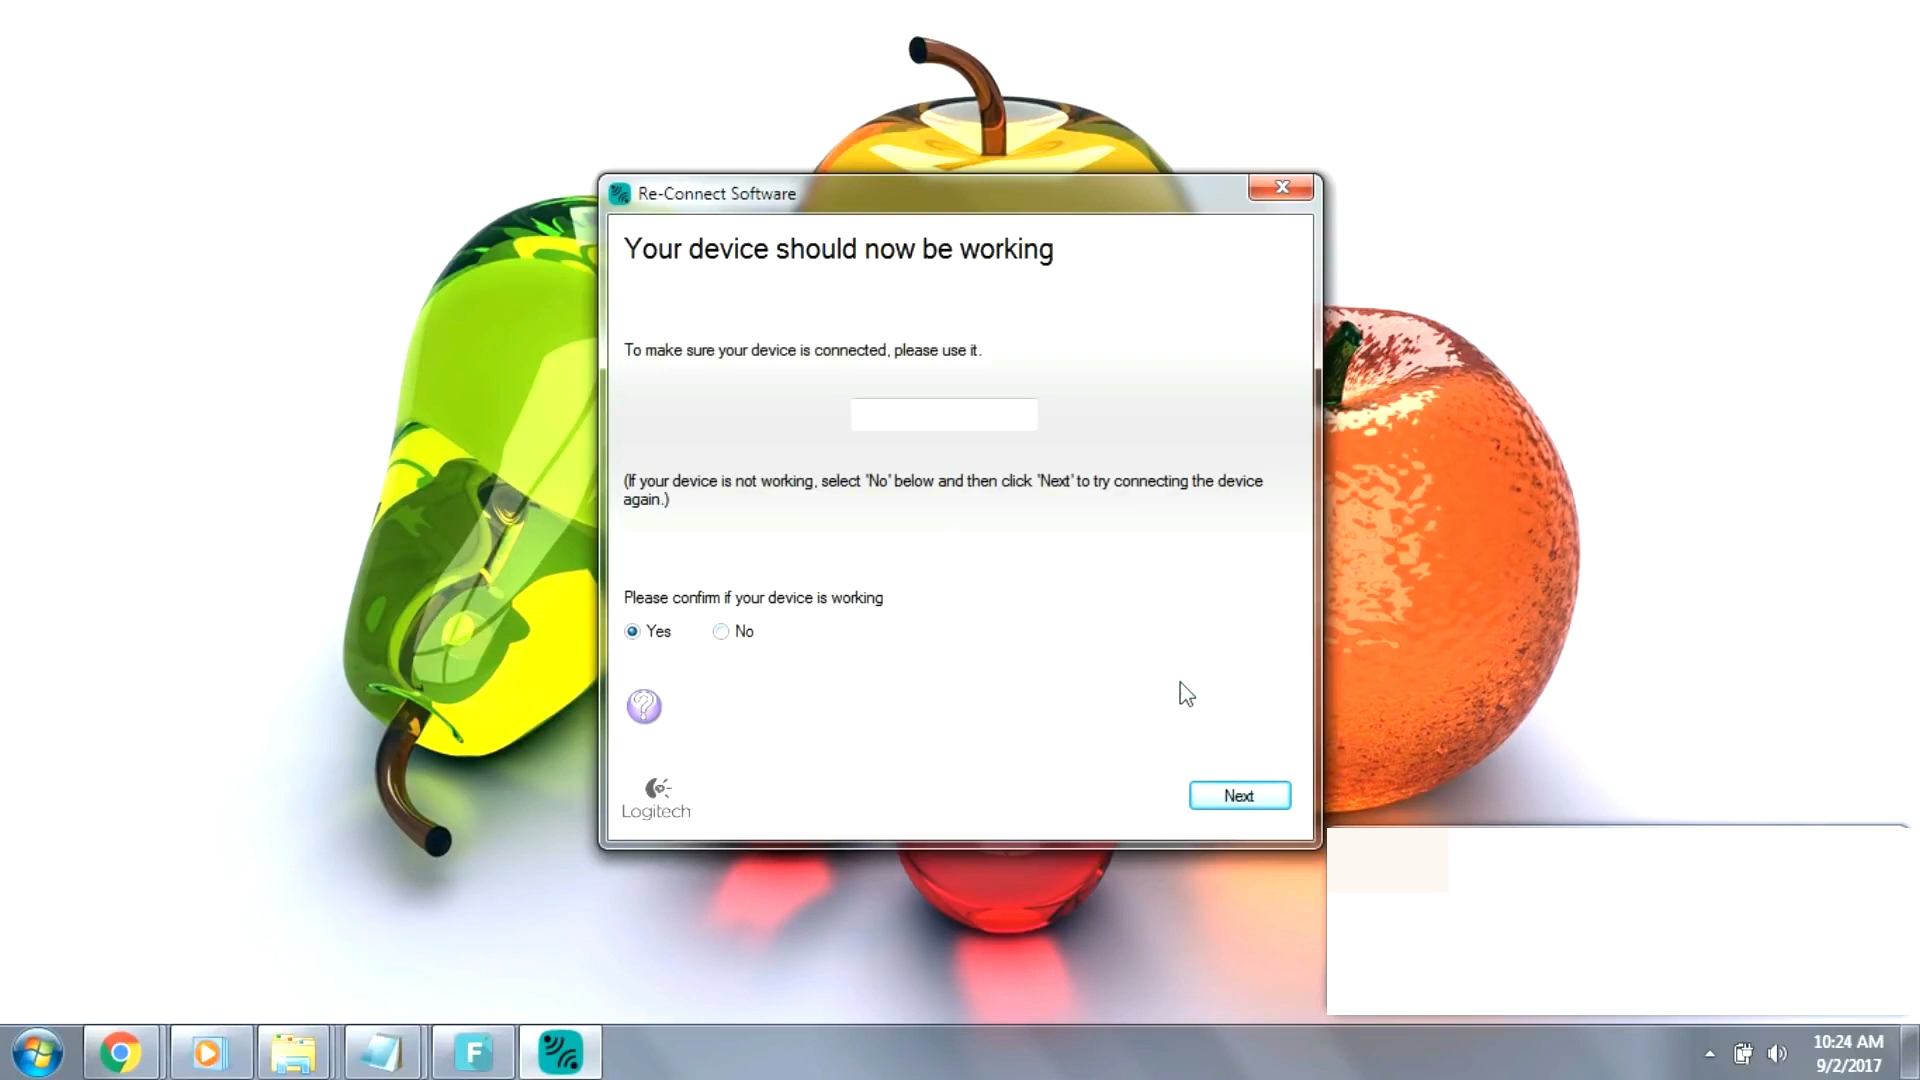 Re-Connect Software
Your device should now be working
To make sure your device is connected, please use it.
(If your device is not working, select 'No' below and then click 'Next' to try connecting the device
again.)
Please confirm if your device is working
Yes No
?
Logitech
Next
F
10:24 AM
9/2/2017